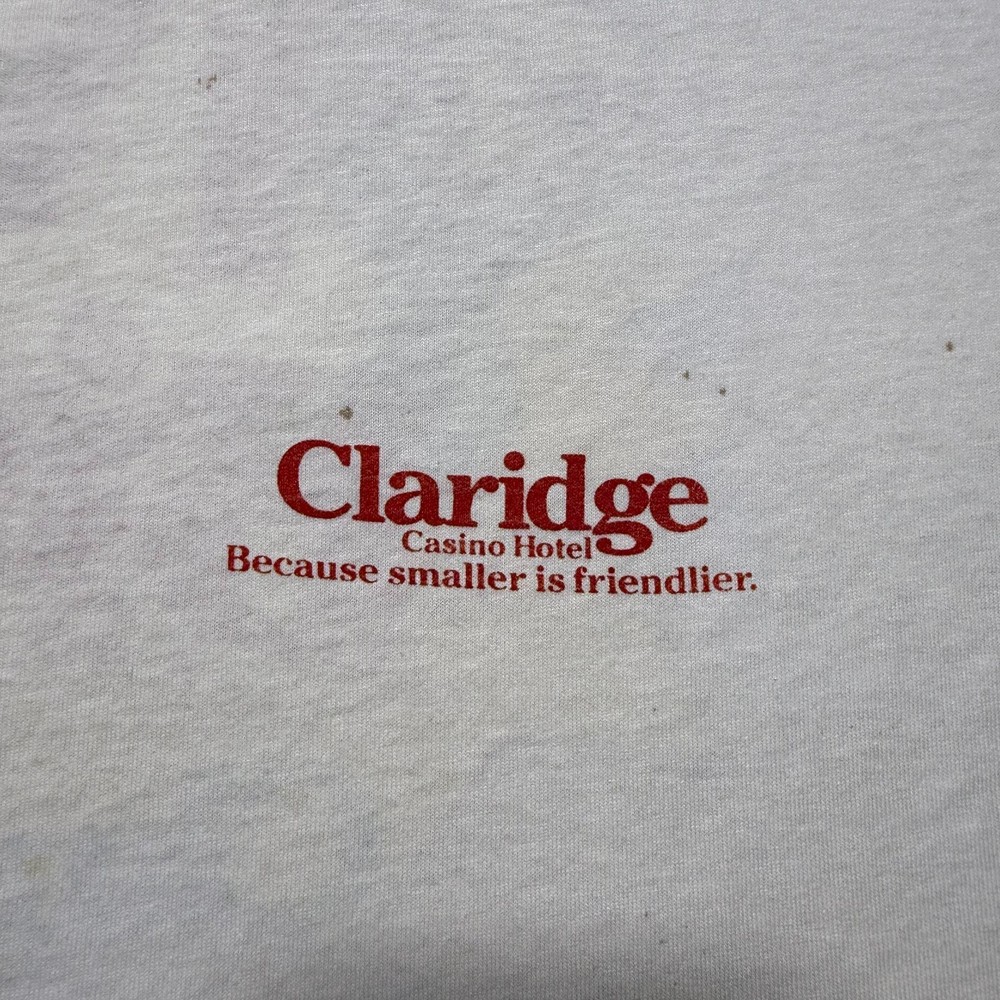 Claridge
Casino Hotel
Because smaller is friendlier.